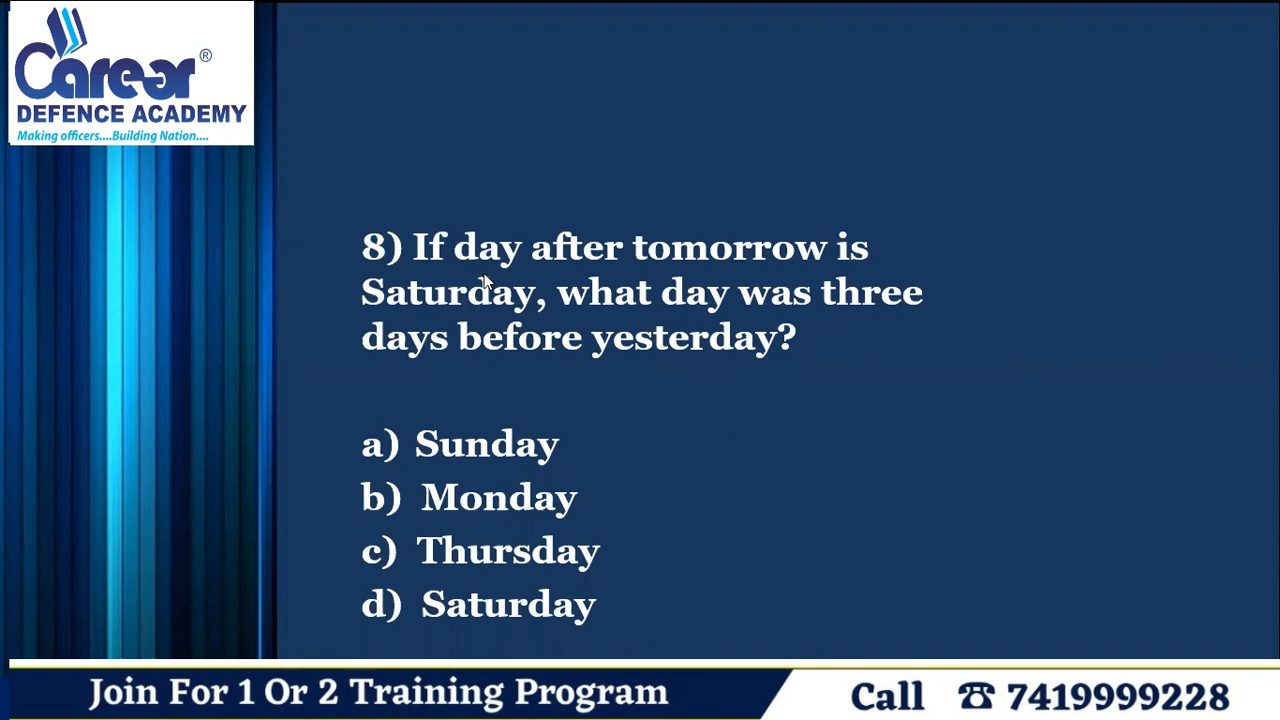 Carear®
DEFENCE ACADEMY
Making officers....Building Nation....
8) If day after tomorrow is
Saturday, what day was three
days before yesterday?
a) Sunday
b) Monday
c) Thursday
d) Saturday
Join For 1 Or 2 Training Program
Call ☎ 7419999228